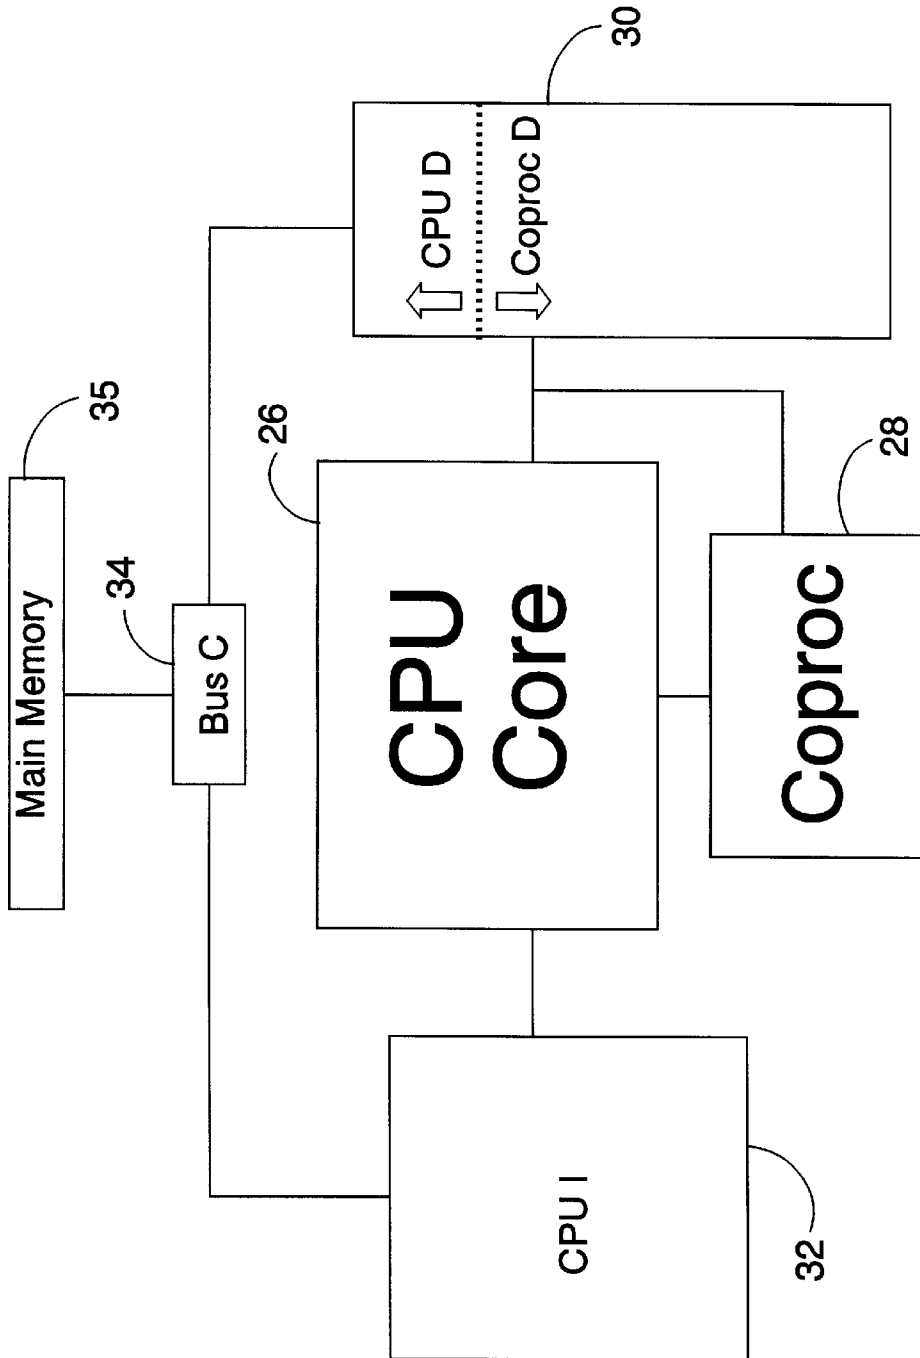 Main Memory
35
34
Bus C
26
CPU
Core
CPU D
Coproc D
30
CPU I
32
Coproc
28